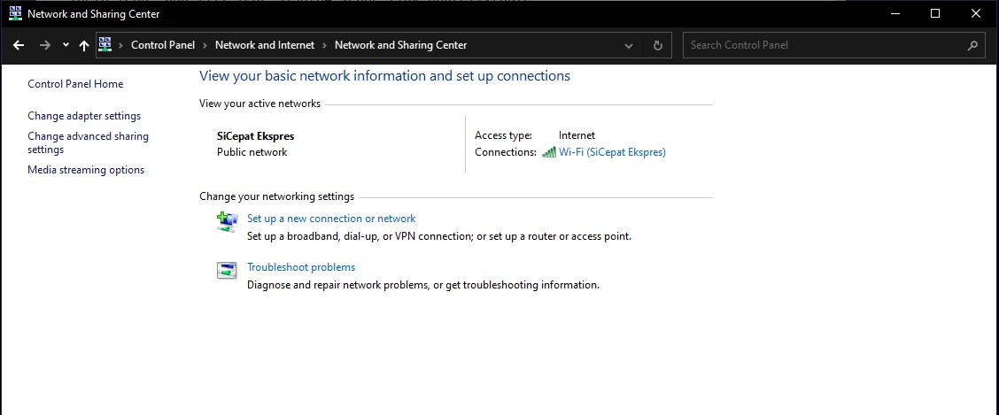 Network and Sharing Center
Control Panel Network and Internet Network and Sharing Center
Search Control Panel
Control Panel Home
Change adapter settings
Change advanced sharing
settings
Media streaming options
View your basic network information and set up connections
View your active networks
SiCepat Ekspres
Public network
Access type: Internet
Connections: Wi-Fi (SiCepat Ekspres)
Change your networking settings
Set up a new connection or network
Set up a broadband, dial-up, or VPN connection; or set up a router or access point.
Troubleshoot problems
Diagnose and repair network problems, or get troubleshooting information.